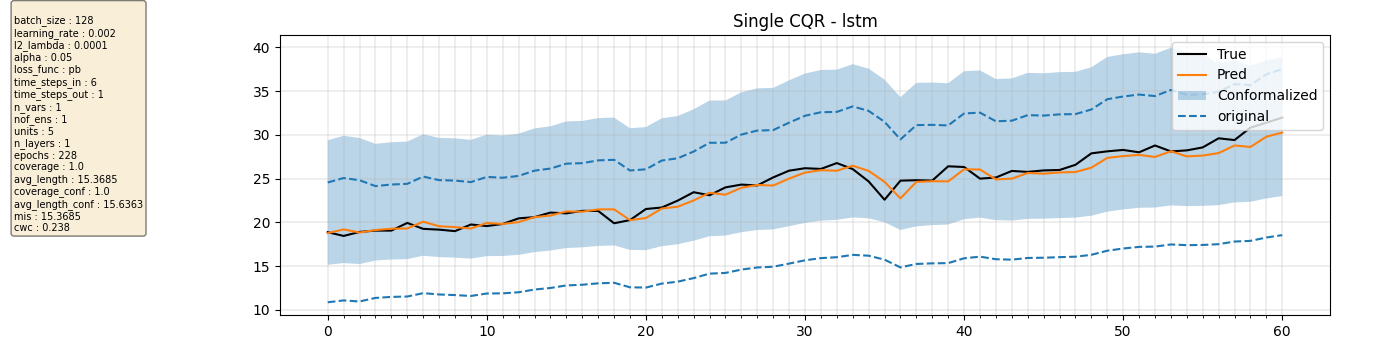 batch_size : 128
learning_rate : 0.002
l2_lambda : 0.0001
alpha : 0.05
loss_func : pb
time_steps_in : 6
time_steps_out : 1
n_vars : 1
nof_ens : 1
units : 5
n_layers : 1
epochs : 228
coverage : 1.0
avg_length : 15.3685
coverage_conf : 1.0
avg_length_conf : 15.6363
mis : 15.3685
cwc : 0.238
Single CQR - lstm
40
35
30
25
20
15
10
0 10 20 30 40 50 60
True
Pred
Conformalized
original